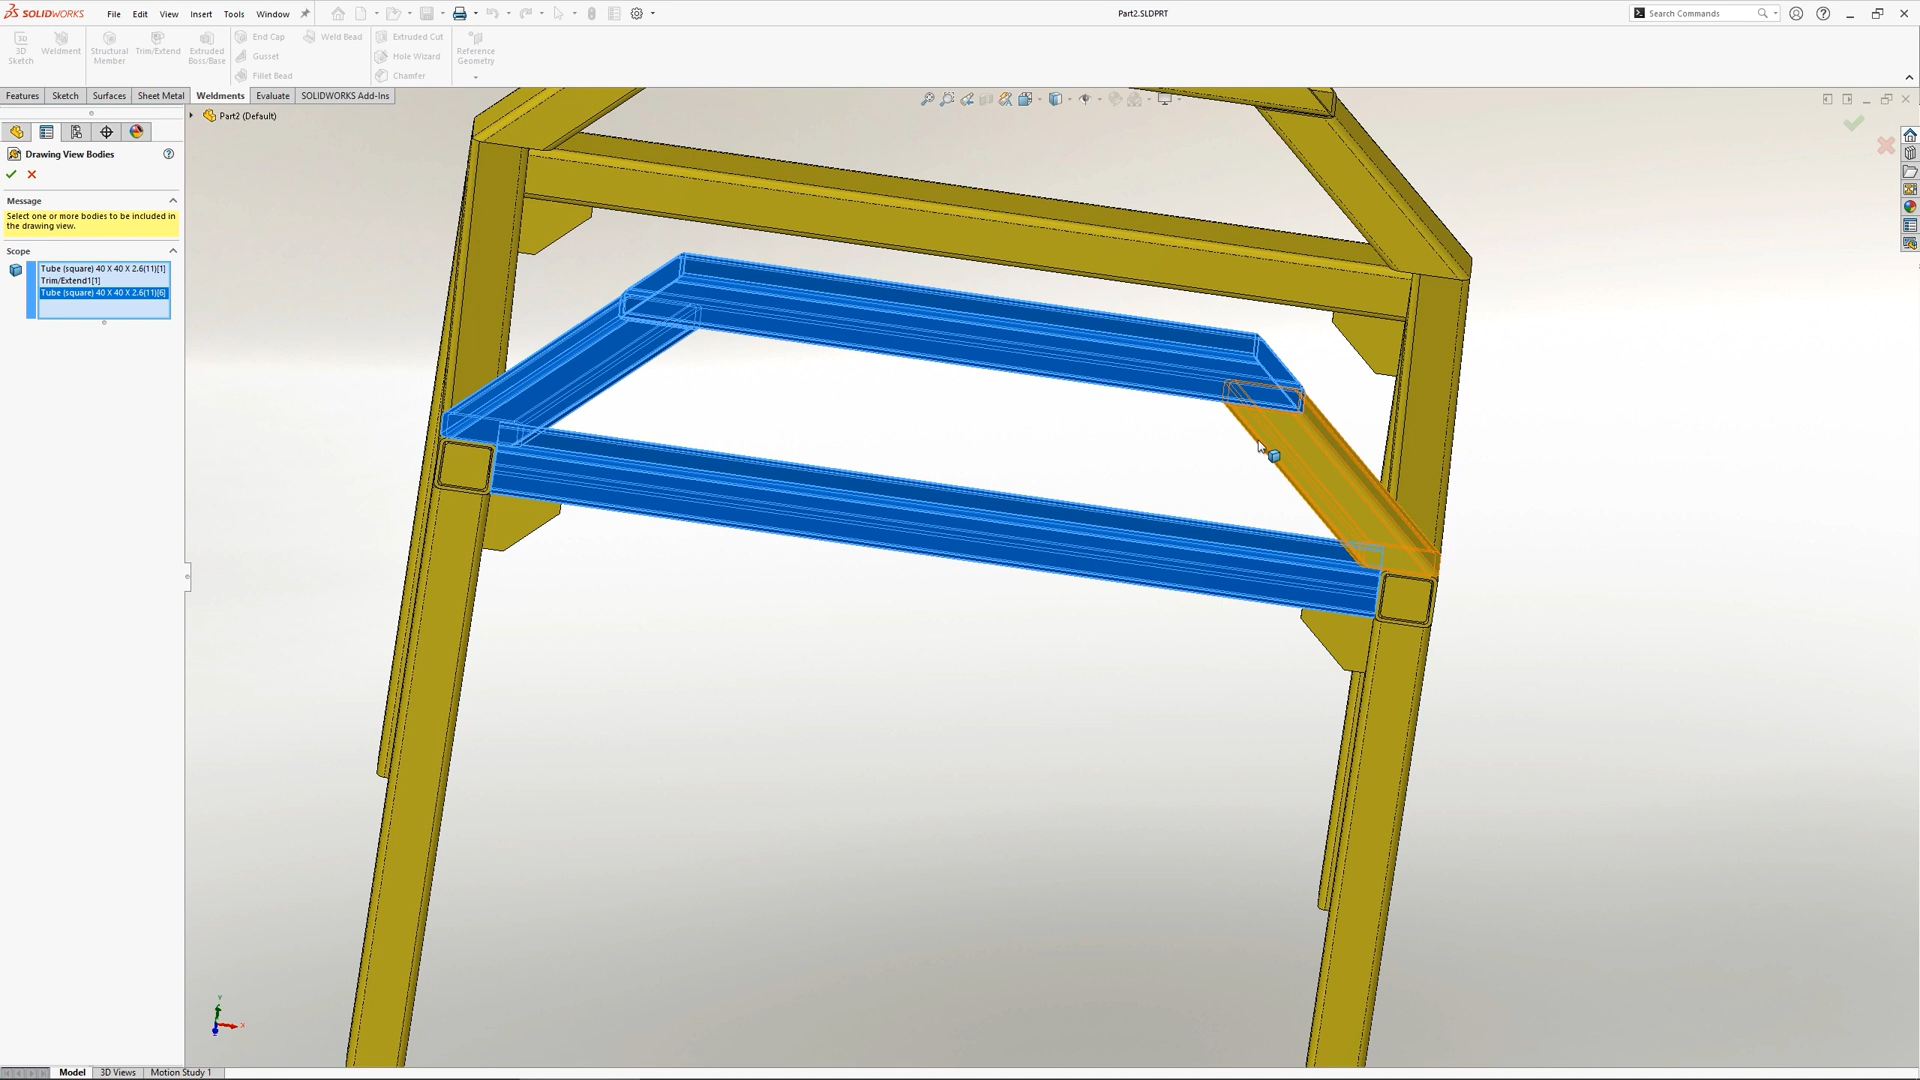 SOLIDWORKS File Edit View Insert Tools Window Part2.SLDPRT Search Commands
3D Sketch
Weldment
Structural Member
Trim/Extend
Extruded Boss/Base
End Cap
Gusset
Fillet Bead
Weld Bead
Extruded Cut
Hole Wizard
Chamfer
Reference Geometry
Features Sketch Surfaces Sheet Metal Weldments Evaluate SOLIDWORKS Add-Ins
Part2 (Default)
Drawing View Bodies
Message
Select one or more bodies to be included in
the drawing view.
Scope
Tube (square) 40 X 40 X 2.6(11)[1]
Trim/Extend1[1]
Tube (square) 40 X 40 X 2.6(11)[6]
Y
X
Model 3D Views Motion Study 1